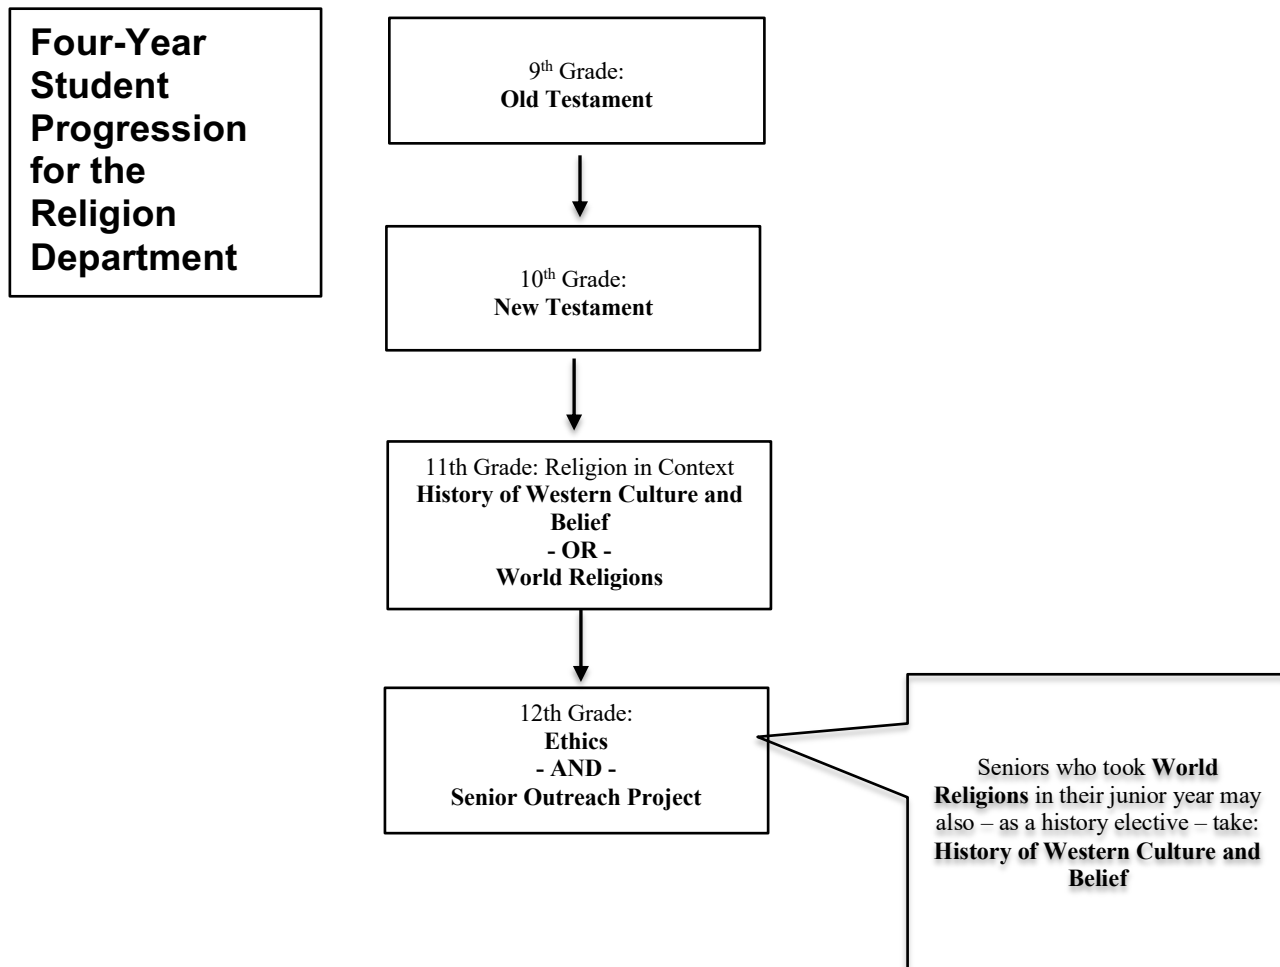 Four-Year
Student
Progression
for the
Religion
Department
9th Grade:
Old Testament
10th Grade:
New Testament
11th Grade: Religion in Context
History of Western Culture and
Belief
- OR -
World Religions
12th Grade:
Ethics
- AND -
Senior Outreach Project
Seniors who took World
Religions in their junior year may
also – as a history elective – take:
History of Western Culture and
Belief